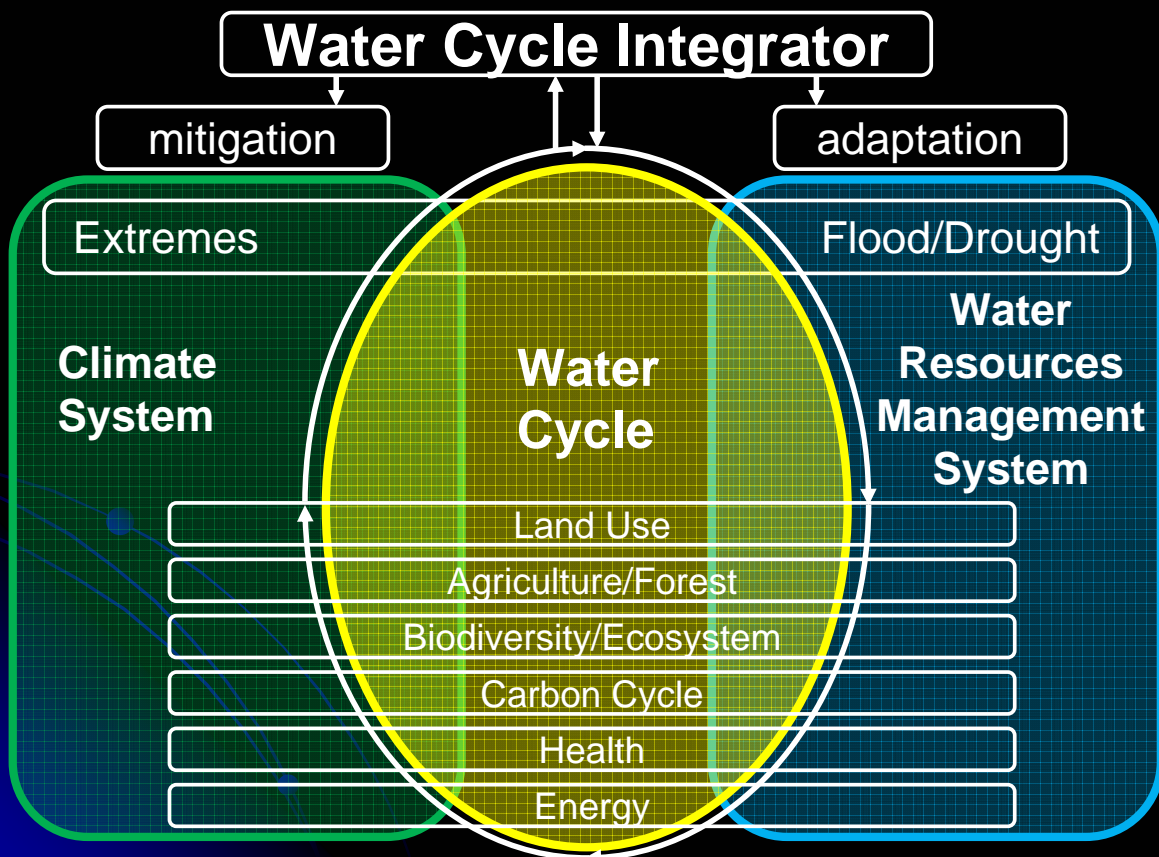 Water Cycle Integrator
mitigation
adaptation
Extremes
Flood/Drought
Climate
System
Water
Cycle
Water
Resources
Management
System
Land Use
Agriculture/Forest
Biodiversity/Ecosystem
Carbon Cycle
Health
Energy